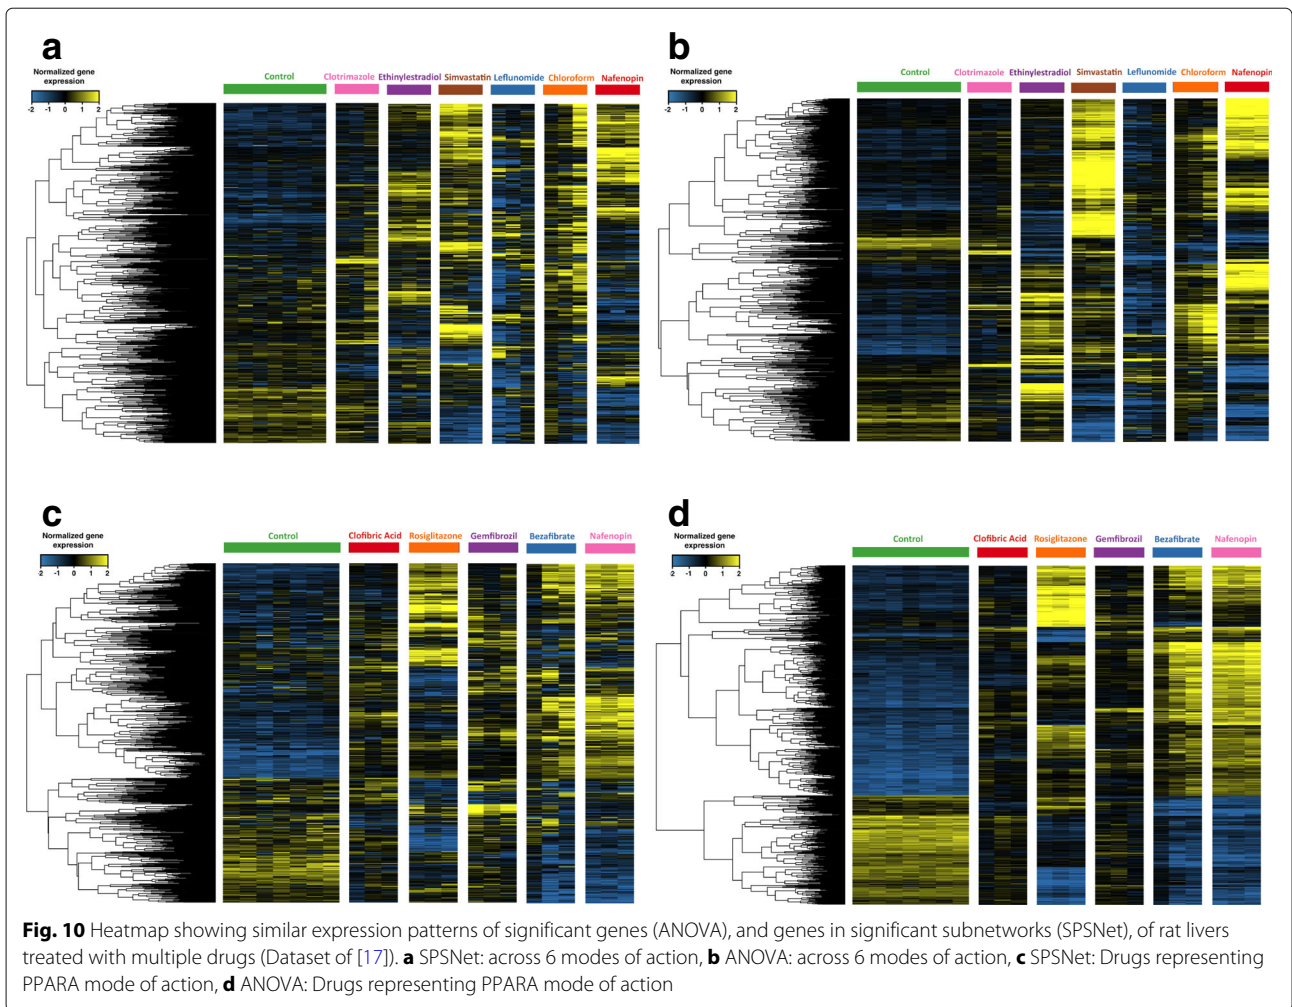 a
Normalized gene
expression
-2 -1 0 1 2
Control Clotrimazole Ethinylestradiol Simvastatin Leflunomide Chloroform Nafenopin
b
Normalized gene
expression
-2 -1 0 1 2
Control Clotrimazole Ethinylestradiol Simvastatin Leflunomide Chloroform Nafenopin
c
Normalized gene
expression
-2 -1 0 1 2
Control Clofibric Acid Rosiglitazone Gemfibrozil Bezafibrate Nafenopin
d
Normalized gene
expression
-2 -1 0 1 2
Control Clofibric Acid Rosiglitazone Gemfibrozil Bezafibrate Nafenopin
Fig. 10 Heatmap showing similar expression patterns of significant genes (ANOVA), and genes in significant subnetworks (SPSNet), of rat livers
treated with multiple drugs (Dataset of [17]). a SPSNet: across 6 modes of action, b ANOVA: across 6 modes of action, c SPSNet: Drugs representing
PPARA mode of action, d ANOVA: Drugs representing PPARA mode of action